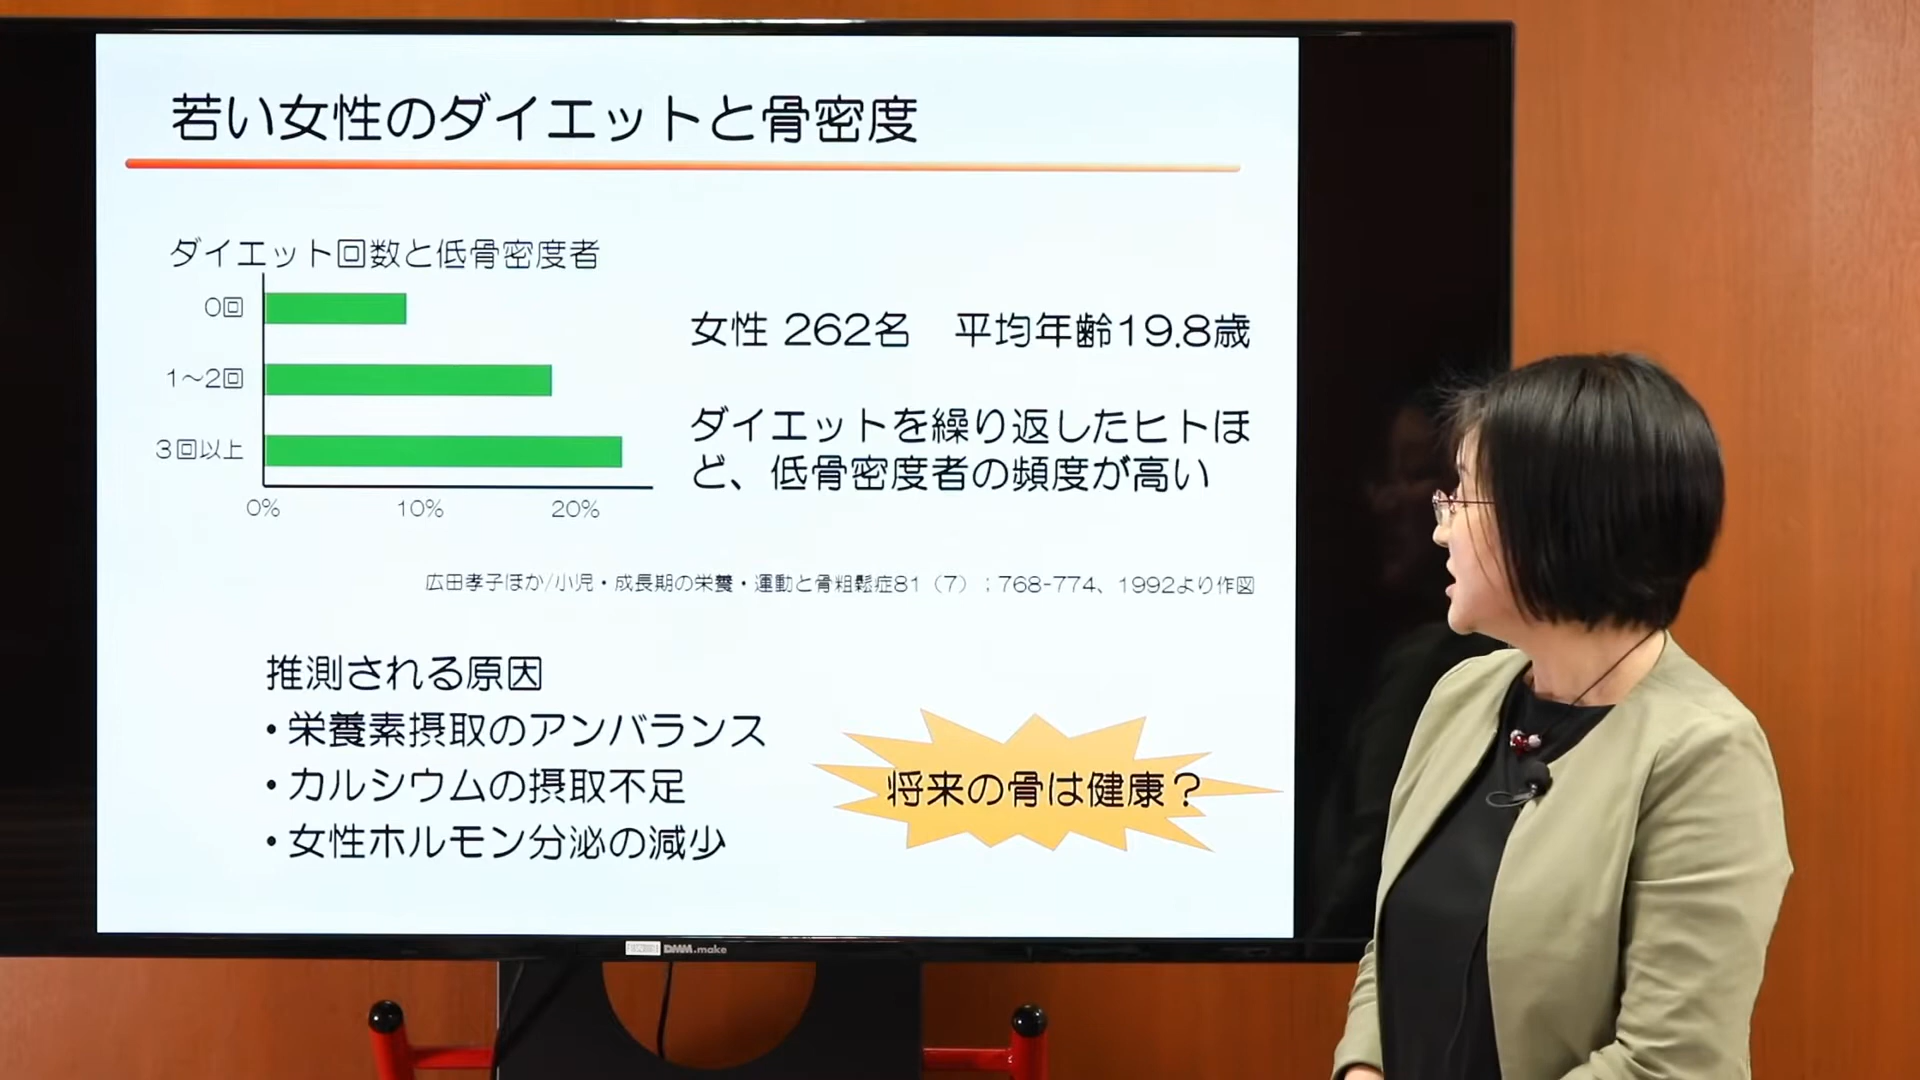 若い女性のダイエットと骨密度
ダイエット回数と低骨密度者
0回
1～2回
3回以上
0% 10% 20%
女性 262名　平均年齢19.8歳
ダイエットを繰り返したヒトほ
ど、低骨密度者の頻度が高い
広田孝子ほか/小児・成長期の栄養・運動と骨粗鬆症81（7）；768-774、1992より作図
推測される原因
・栄養素摂取のアンバランス
・カルシウムの摂取不足
・女性ホルモン分泌の減少
将来の骨は健康？
DMM.make